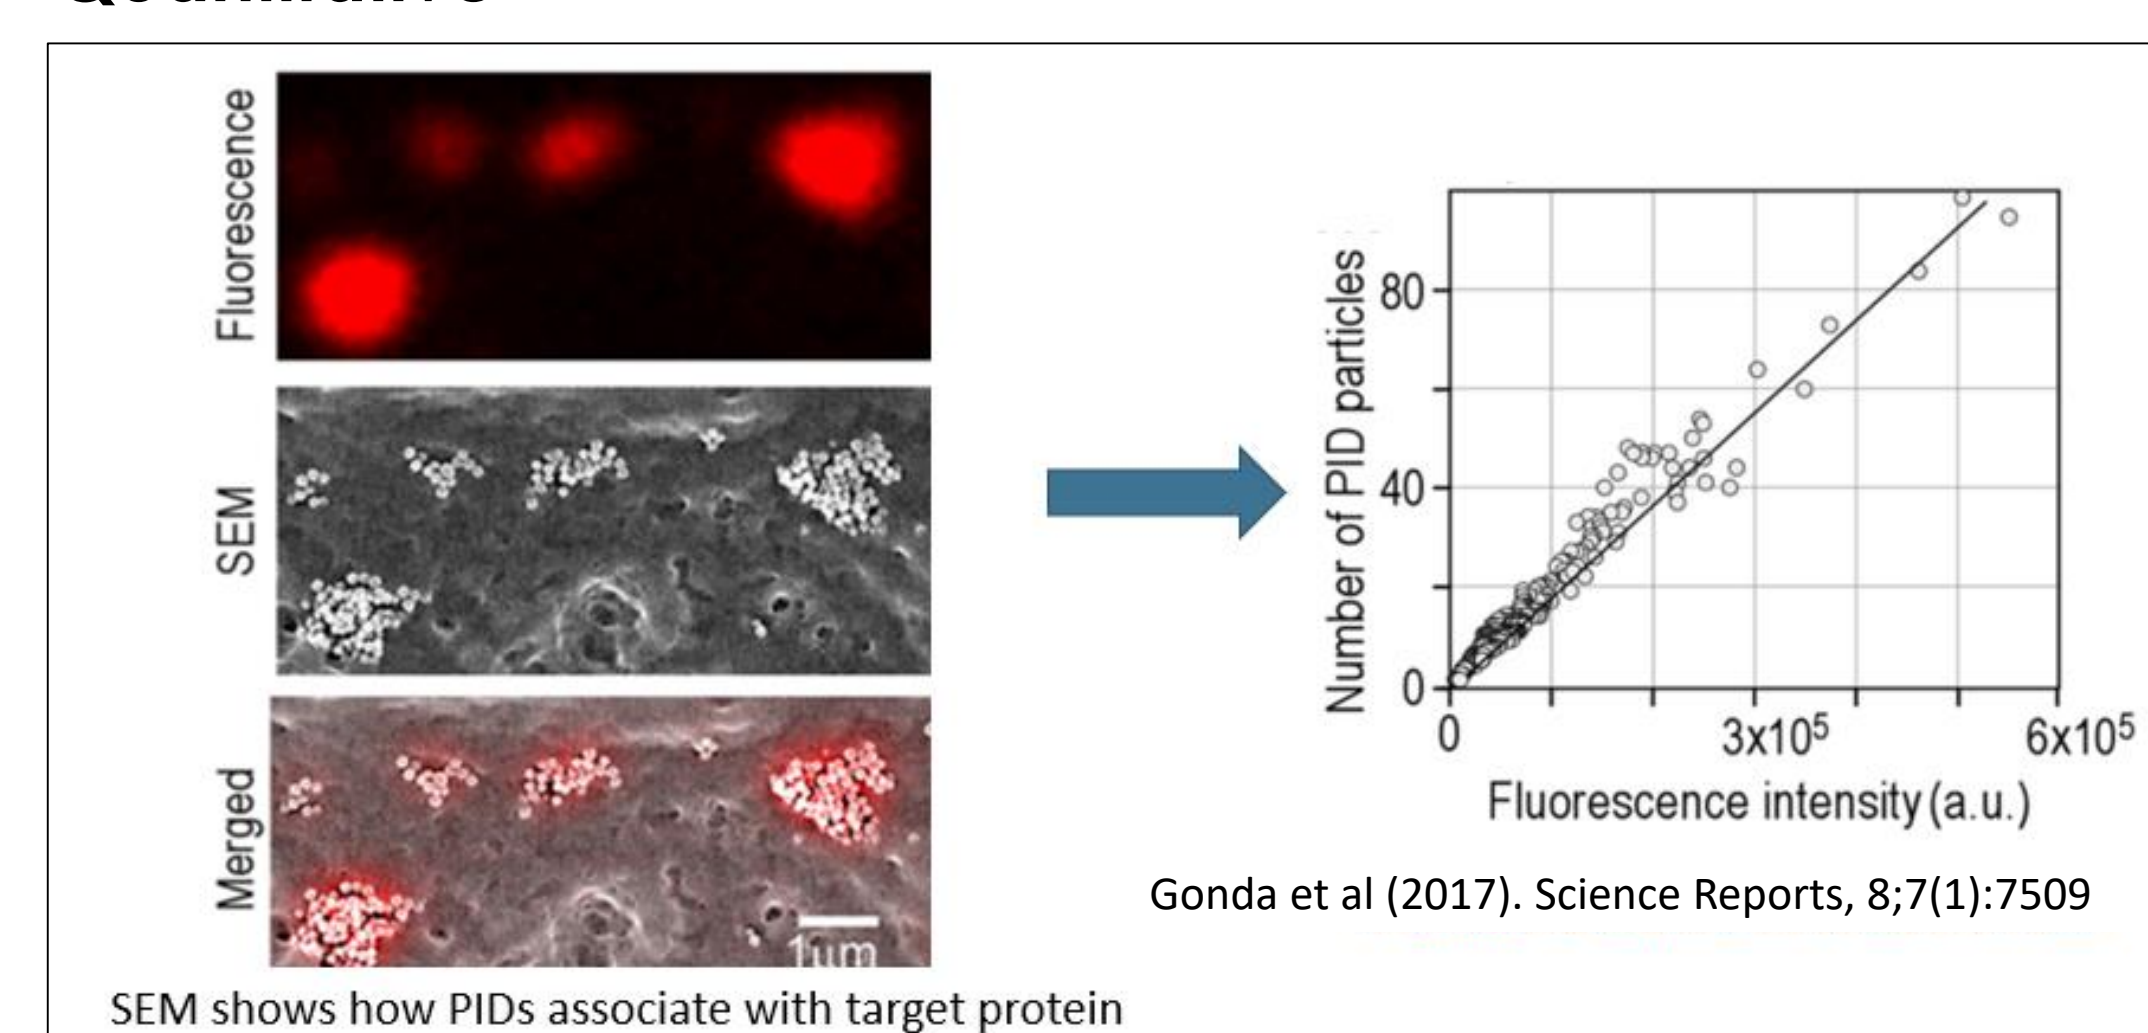 Fluorescence
SEM
Merged
1µm
SEM shows how PIDs associate with target protein
Number of PID particles
80
40
0
0
3x10⁵
6x10⁵
Fluorescence intensity (a.u.)
Gonda et al (2017). Science Reports, 8;7(1):7509